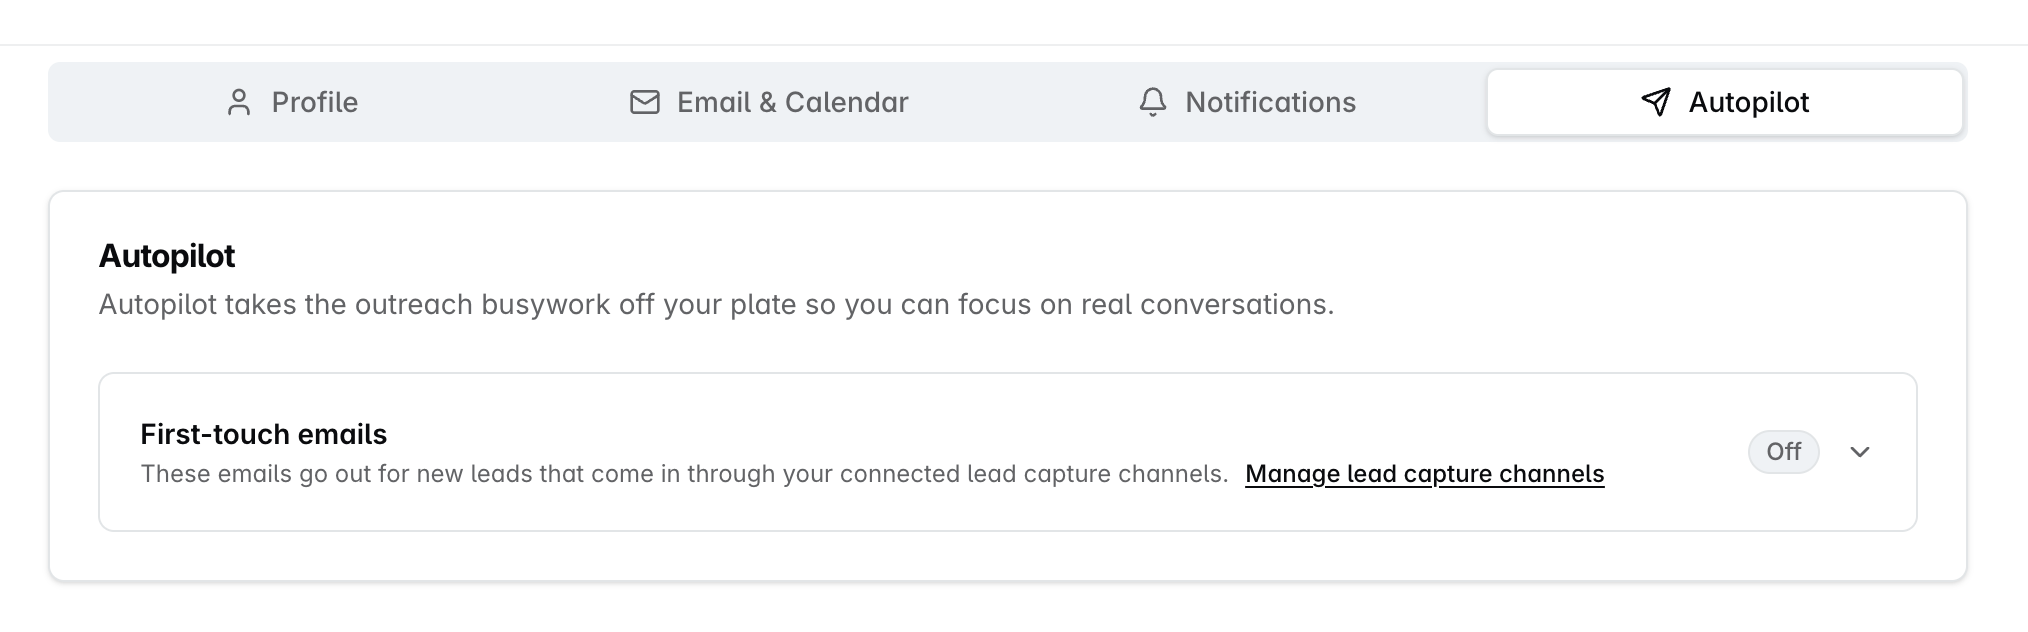 Profile
Email & Calendar
Notifications
Autopilot
Autopilot
Autopilot takes the outreach busywork off your plate so you can focus on real conversations.
First-touch emails
These emails go out for new leads that come in through your connected lead capture channels. Manage lead capture channels
Off